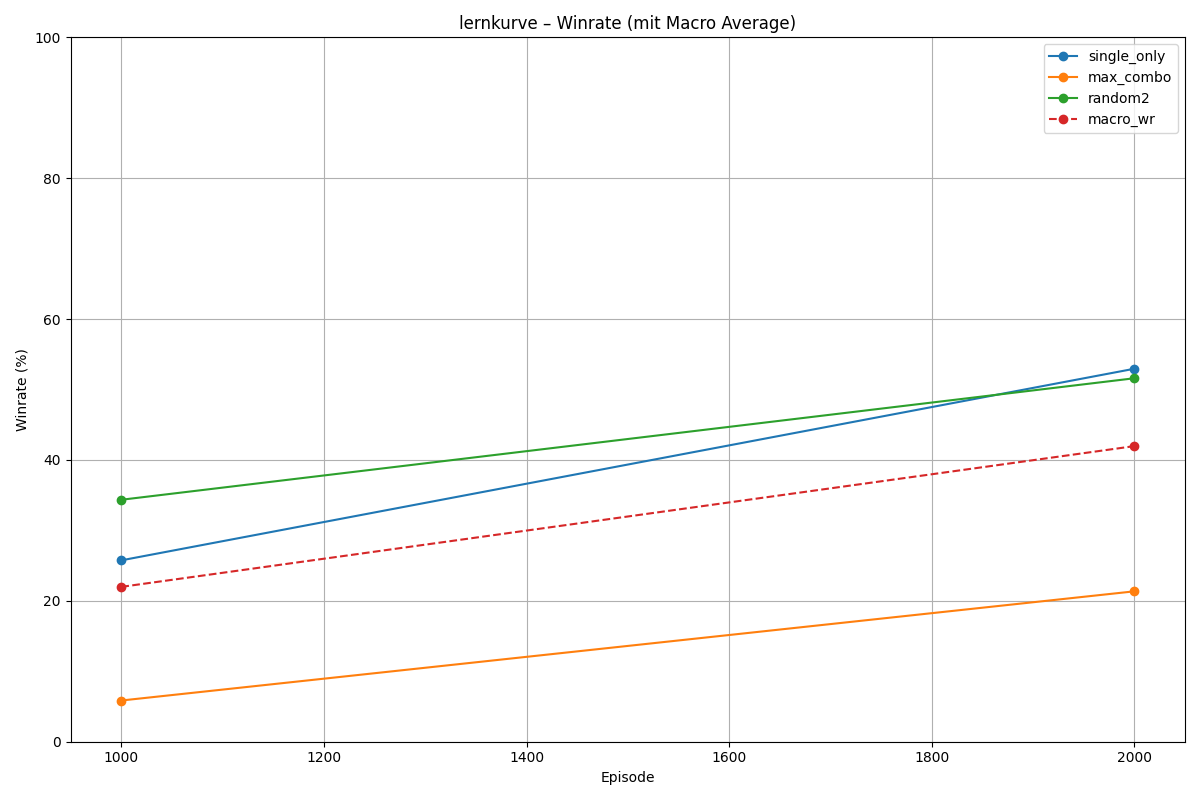 lernkurve – Winrate (mit Macro Average)
single_only
max_combo
random2
macro_wr
Winrate (%)
100
80
60
40
20
0
1000
1200
1400
1600
1800
2000
Episode